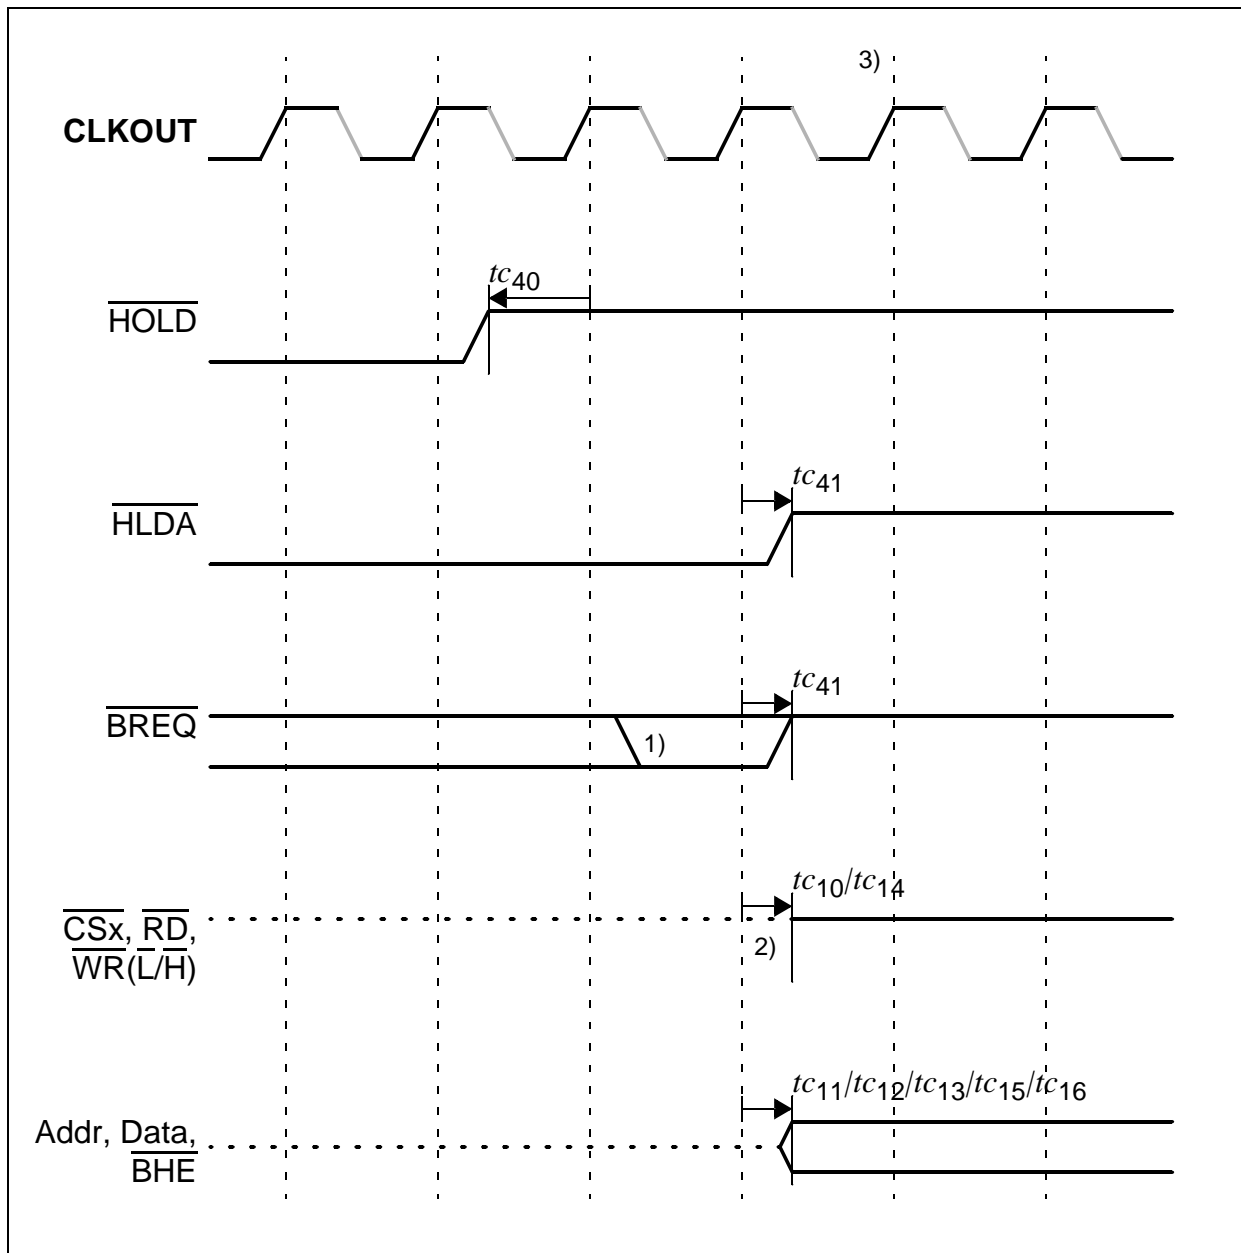 3)
CLKOUT
tc40
HOLD
tc41
HLDA
tc41
BREQ
1)
tc10/tc14
CSx, RD,
WR(L/H)
2)
tc11/tc12/tc13/tc15/tc16
Addr, Data,
BHE